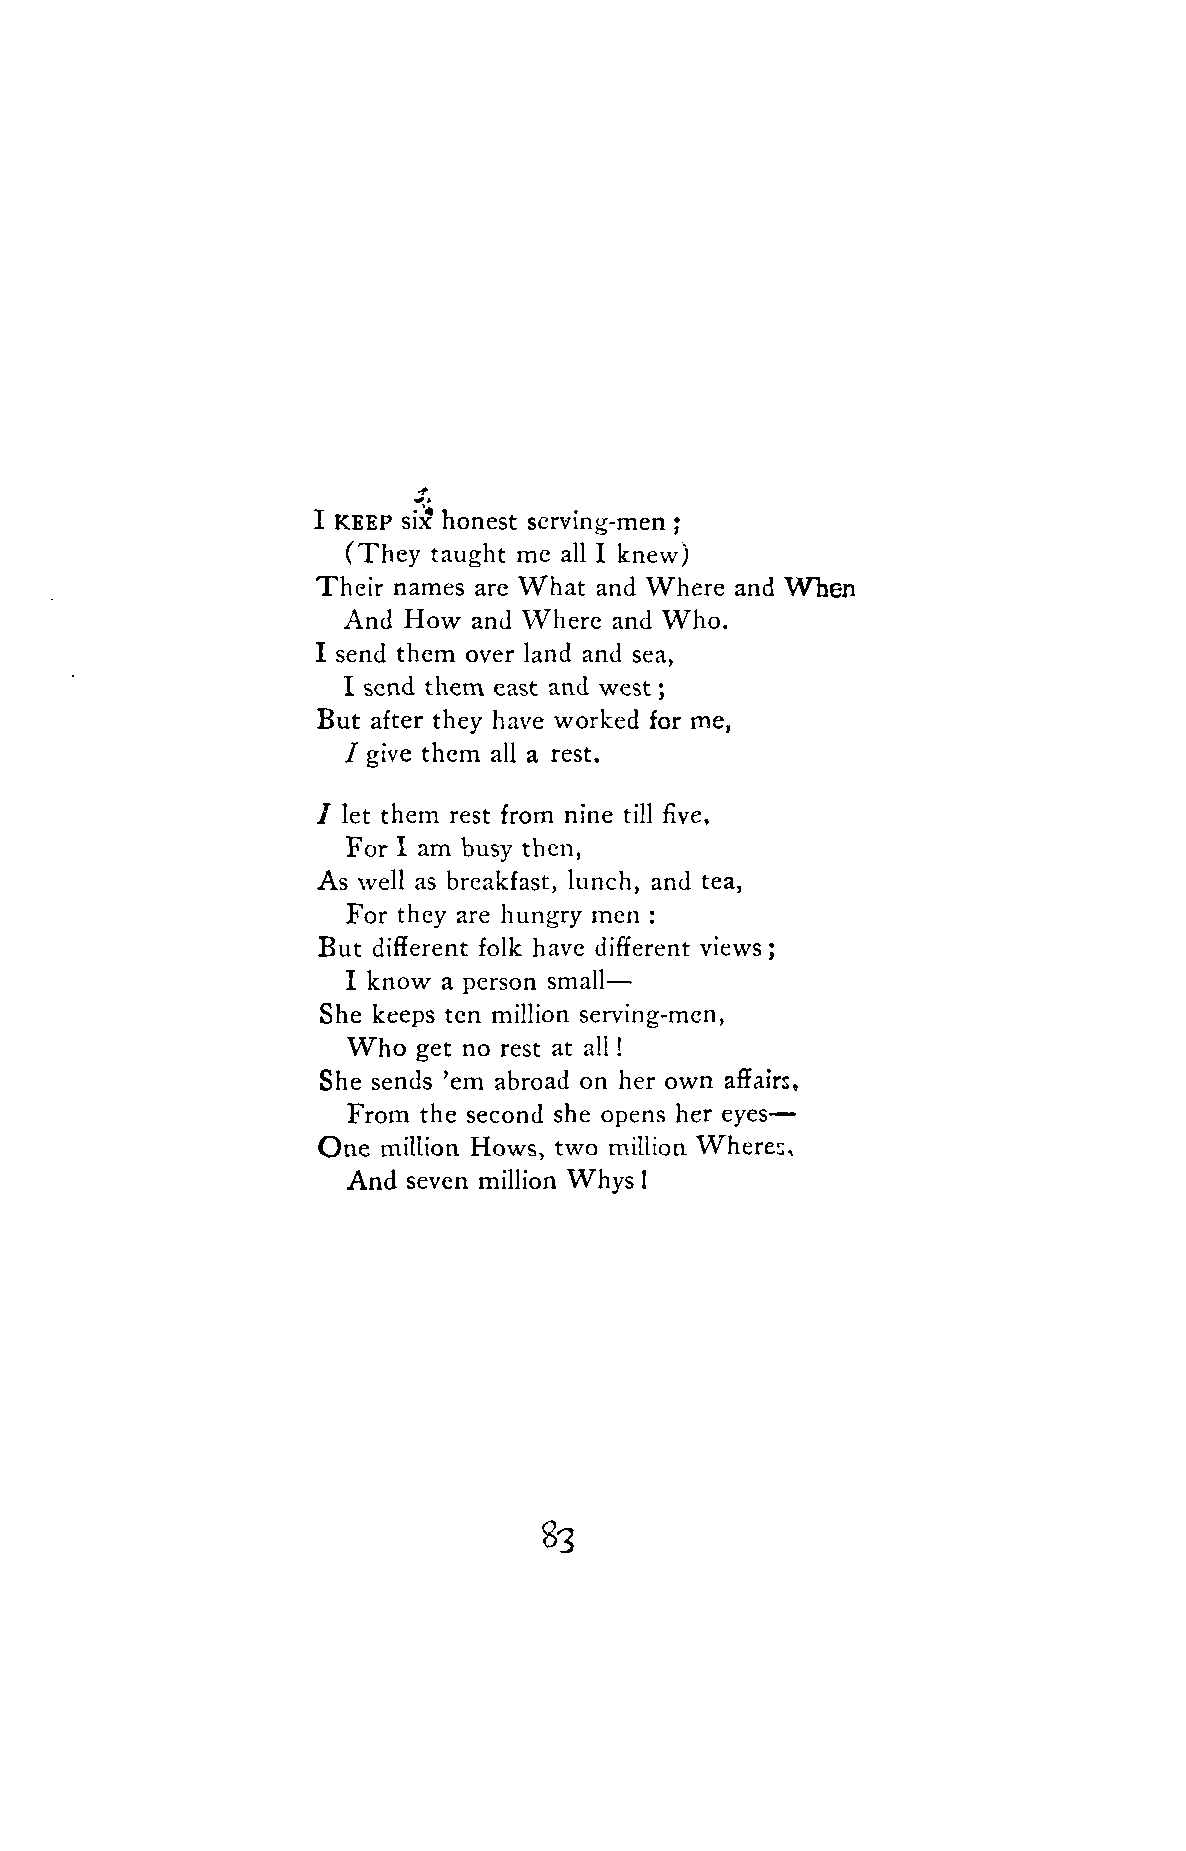 I KEEP six honest serving-men ;
(They taught me all I knew)
Their names are What and Where and When
And How and Where and Who.
I send them over land and sea,
I send them east and west ;
But after they have worked for me,
I give them all a rest.
I let them rest from nine till five,
For I am busy then,
As well as breakfast, lunch, and tea,
For they are hungry men :
But different folk have different views ;
I know a person small—
She keeps ten million serving-men,
Who get no rest at all !
She sends 'em abroad on her own affairs,
From the second she opens her eyes—
One million Hows, two million Wheres,
And seven million Whys !
83